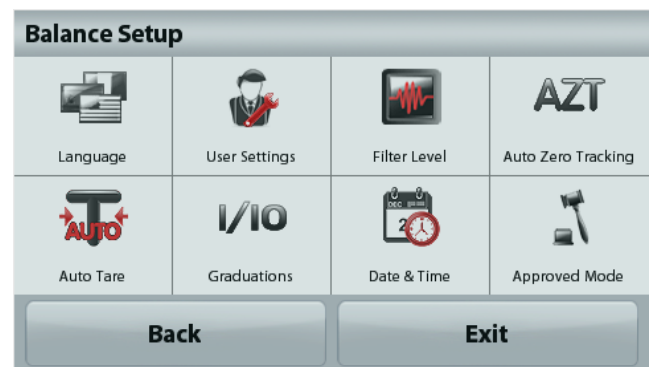 Balance Setup
AZT
Language
User Settings
Filter Level
Auto Zero Tracking
AUTO
I/IO
DEC
2
Auto Tare
Graduations
Date & Time
Approved Mode
Back
Exit